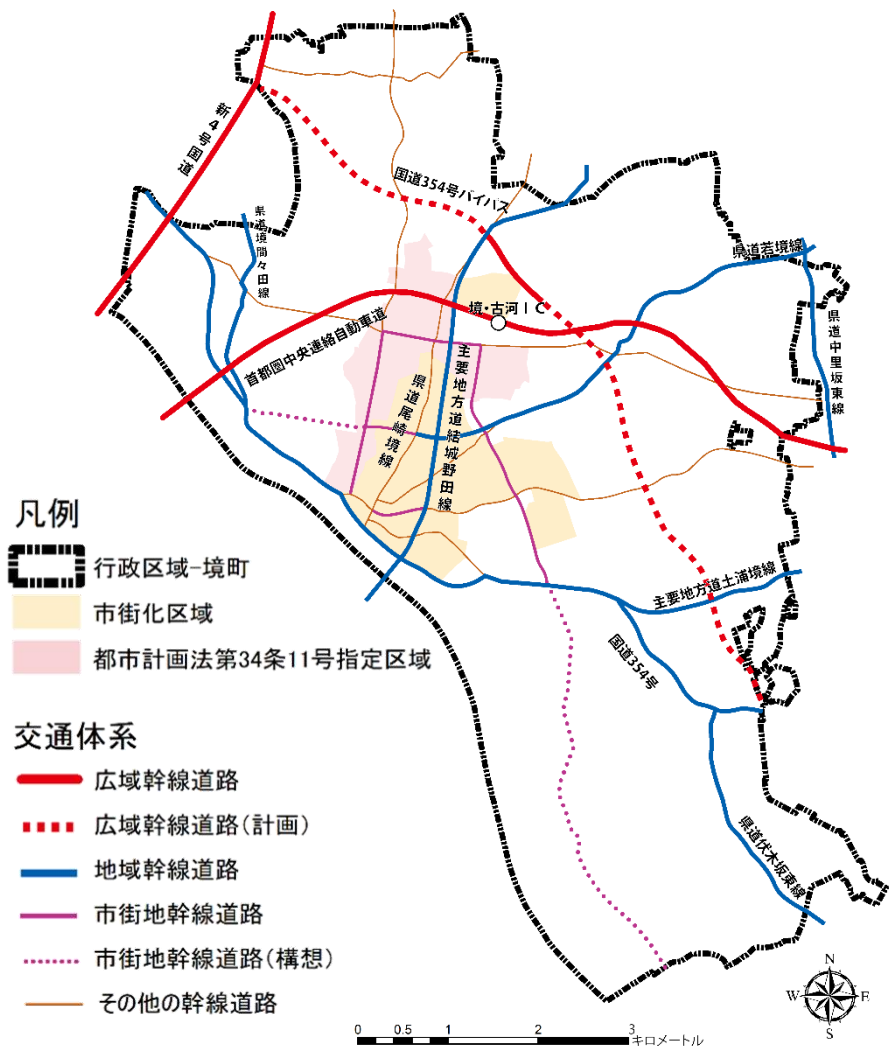 新4号国道
国道354号バイパス
県道境間々田線
県道若境線
境・古河IC
県道中里坂東線
首都圏中央連絡自動車道
主要地方道結城野田線
県道尾崎境線
主要地方道土浦境線
国道354号
県道伏木坂東線
凡例
行政区域-境町
市街化区域
都市計画法第34条11号指定区域
交通体系
広域幹線道路
広域幹線道路(計画)
地域幹線道路
市街地幹線道路
市街地幹線道路(構想)
その他の幹線道路
N
W E
S
0 0.5 1 2 3
キロメートル